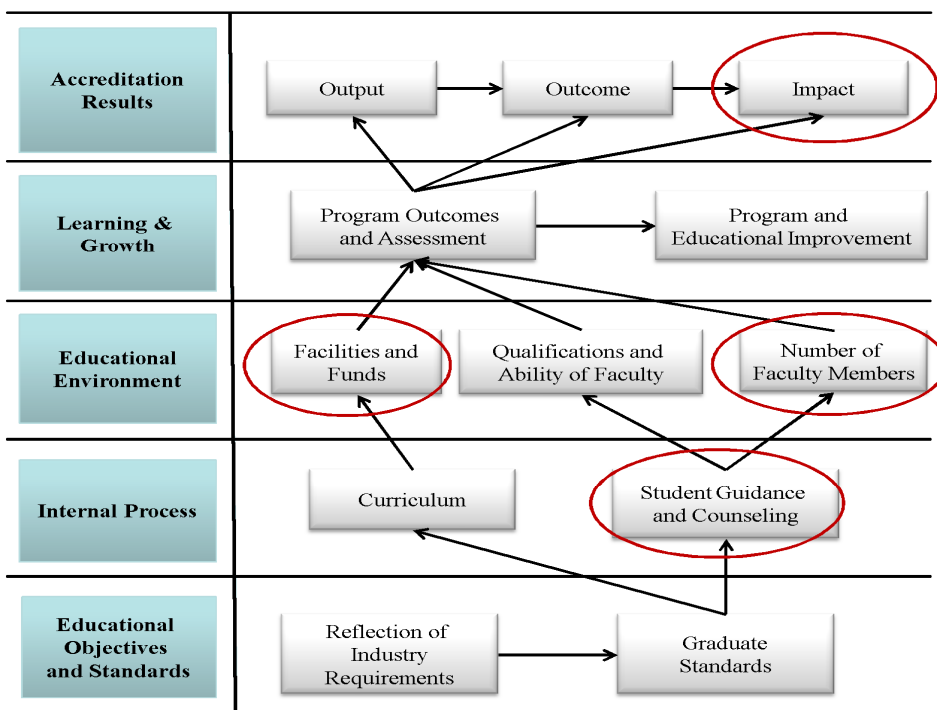 Accreditation
Results
Output
Outcome
Impact
Learning &
Growth
Program Outcomes
and Assessment
Program and
Educational Improvement
Educational
Environment
Facilities and
Funds
Qualifications and
Ability of Faculty
Number of
Faculty Members
Internal Process
Curriculum
Student Guidance
and Counseling
Educational
Objectives
and Standards
Reflection of
Industry
Requirements
Graduate
Standards